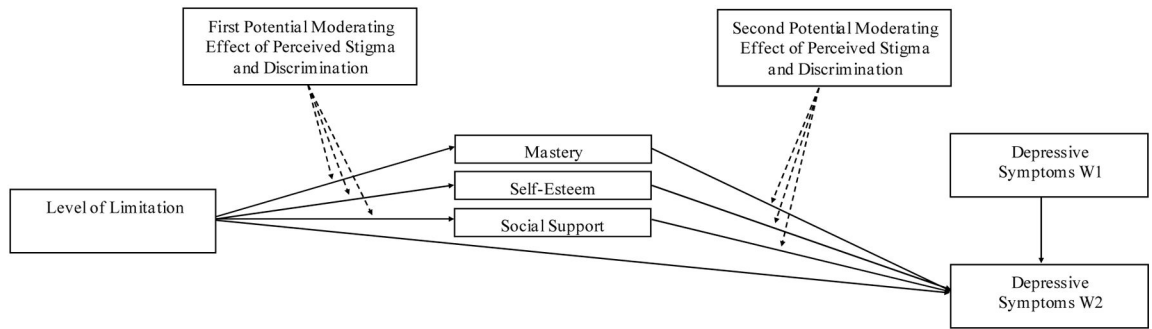 First Potential Moderating
Effect of Perceived Stigma
and Discrimination
Second Potential Moderating
Effect of Perceived Stigma
and Discrimination
Mastery
Self-Esteem
Social Support
Level of Limitation
Depressive
Symptoms W1
Depressive
Symptoms W2